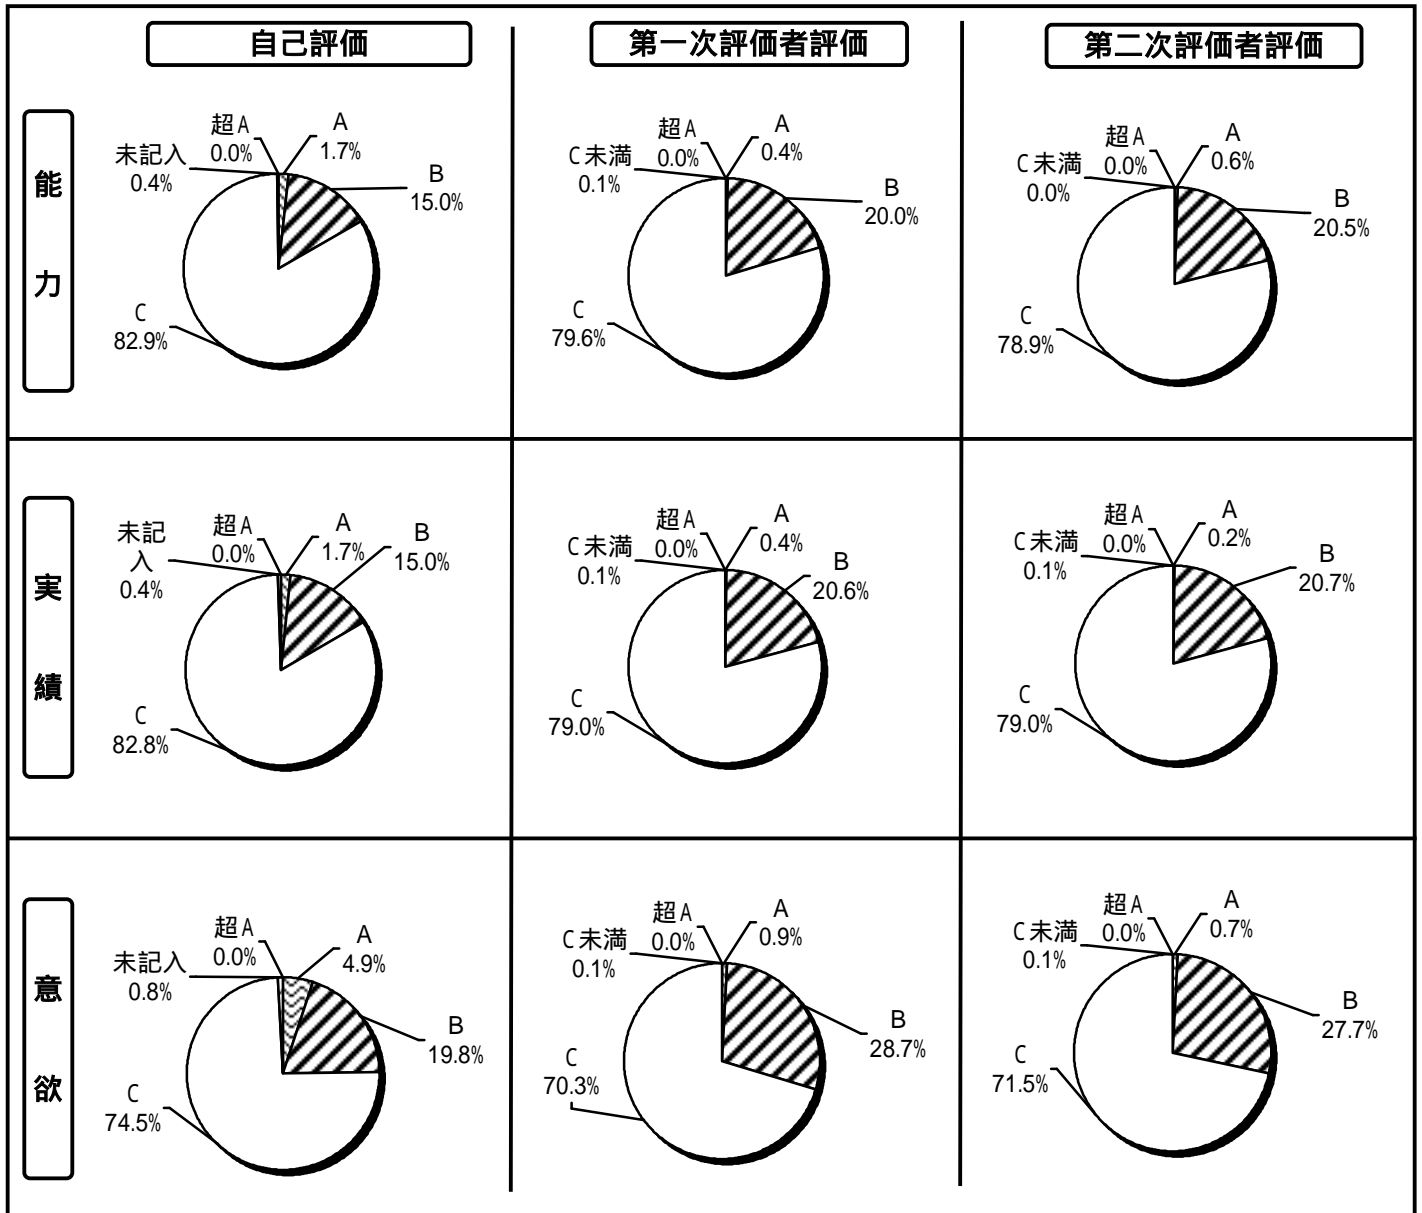 自己評価
第一次評価者評価
第二次評価者評価
能
力
超A
0.0%
A
1.7%
未記入
0.4%
B
15.0%
C
82.9%
超A
0.0%
A
0.4%
C未満
0.1%
B
20.0%
C
79.6%
超A
0.0%
A
0.6%
C未満
0.0%
B
20.5%
C
78.9%
実
績
未記
入
0.4%
超A
0.0%
A
1.7%
B
15.0%
C
82.8%
超A
0.0%
A
0.4%
C未満
0.1%
B
20.6%
C
79.0%
超A
0.0%
A
0.2%
C未満
0.1%
B
20.7%
C
79.0%
意
欲
超A
0.0%
A
4.9%
未記入
0.8%
B
19.8%
C
74.5%
超A
0.0%
A
0.9%
C未満
0.1%
B
28.7%
C
70.3%
超A
0.0%
A
0.7%
C未満
0.1%
B
27.7%
C
71.5%